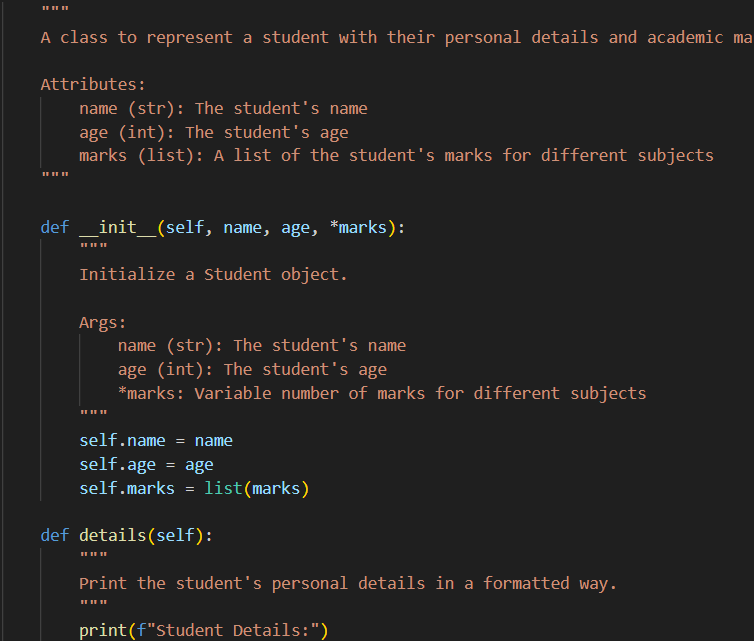 """
A class to represent a student with their personal details and academic ma

Attributes:
    name (str): The student's name
    age (int): The student's age
    marks (list): A list of the student's marks for different subjects
"""

def __init__(self, name, age, *marks):
    """
    Initialize a Student object.

    Args:
        name (str): The student's name
        age (int): The student's age
        *marks: Variable number of marks for different subjects
    """
    self.name = name
    self.age = age
    self.marks = list(marks)

def details(self):
    """
    Print the student's personal details in a formatted way.
    """
    print(f"Student Details:")